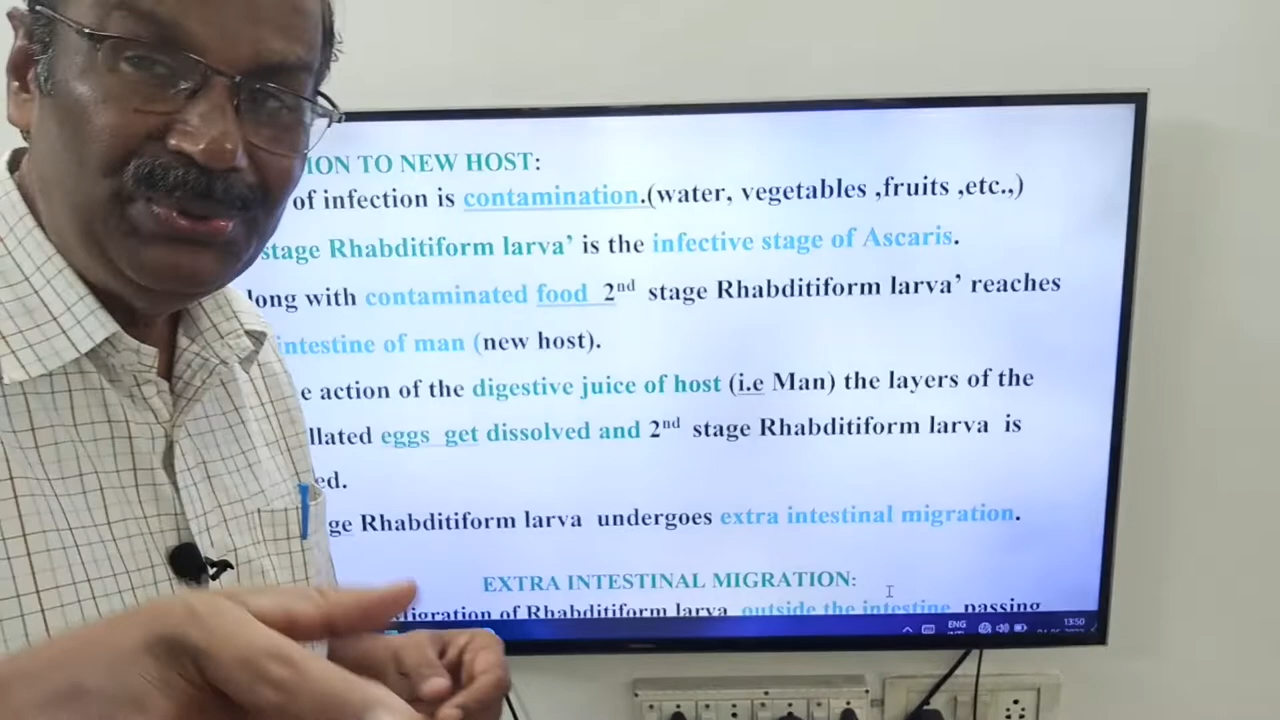 ION TO NEW HOST:
of infection is contamination.(water, vegetables ,fruits ,etc.,)
stage Rhabditiform larva’ is the infective stage of Ascaris.
long with contaminated food 2nd stage Rhabditiform larva’ reaches
intestine of man (new host).
e action of the digestive juice of host (i.e Man) the layers of the
llated eggs get dissolved and 2nd stage Rhabditiform larva is
ed.
ge Rhabditiform larva undergoes extra intestinal migration.
EXTRA INTESTINAL MIGRATION:
Migration of Rhabditiform larva outside the intestine passing
ENG
13:50